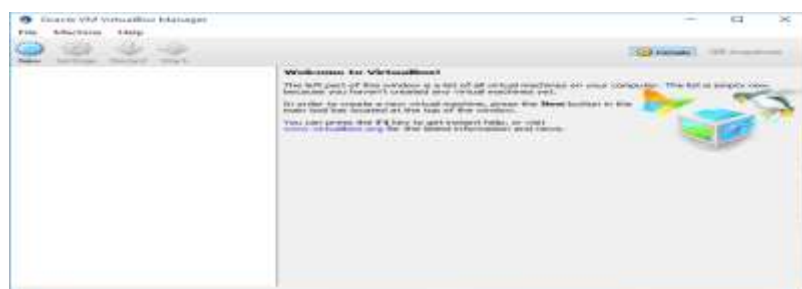 Oracle VM VirtualBox Manager
File Machine Help
New Settings Discard Start Details Snapshots
Welcome to VirtualBox!
The left part of this window is a list of all virtual machines on your computer. The list is empty now
because you haven't created any virtual machines yet.
In order to create a new virtual machine, press the New button in the
main tool bar located at the top of the window.
You can press the F1 key to get instant help, or visit
www.virtualbox.org for the latest information and news.